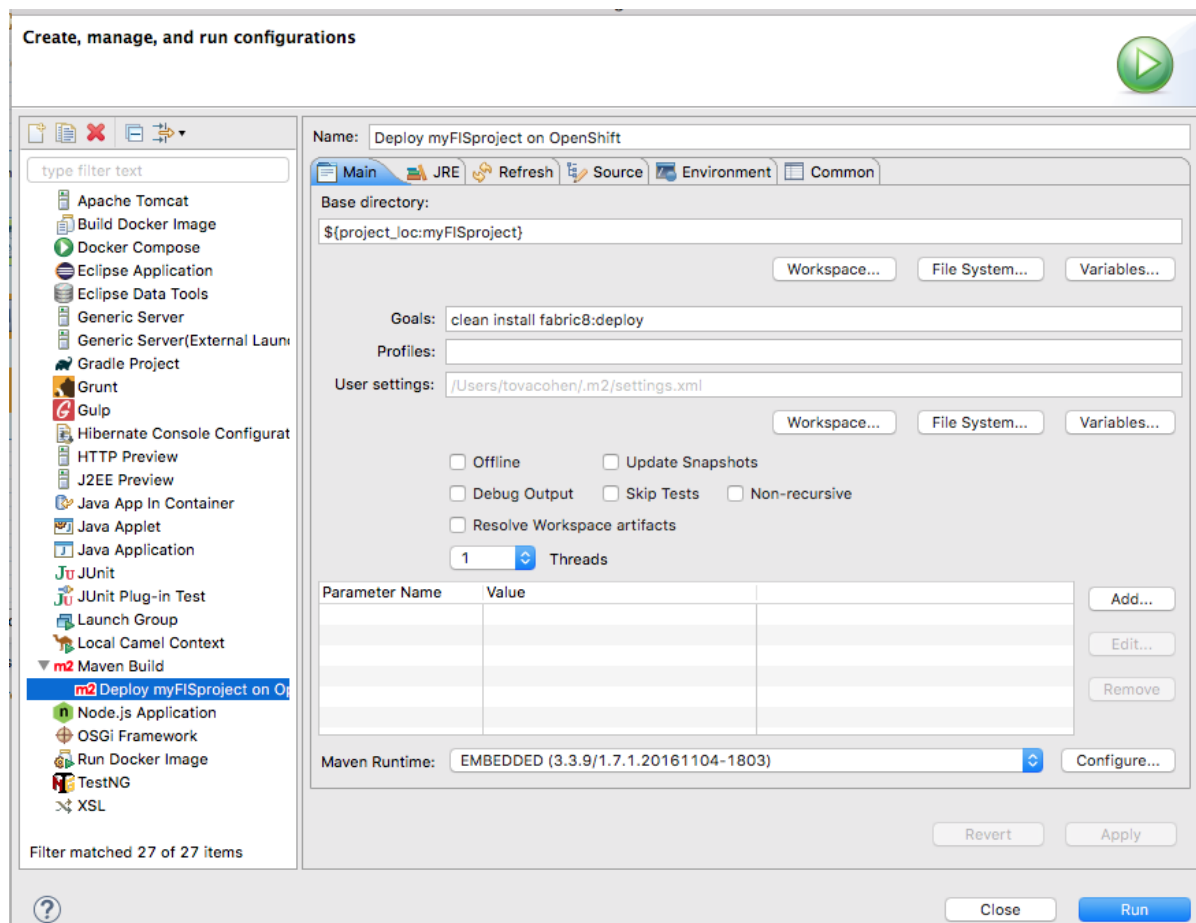 Create, manage, and run configurations
type filter text
Apache Tomcat
Build Docker Image
Docker Compose
Eclipse Application
Eclipse Data Tools
Generic Server
Generic Server(External Laun
Gradle Project
Grunt
Gulp
Hibernate Console Configurat
HTTP Preview
J2EE Preview
Java App In Container
Java Applet
Java Application
JUnit
JUnit Plug-in Test
Launch Group
Local Camel Context
m2 Maven Build
m2 Deploy myFISproject on Op
Node.js Application
OSGi Framework
Run Docker Image
TestNG
XSL
Filter matched 27 of 27 items
Name: Deploy myFISproject on OpenShift
Main JRE Refresh Source Environment Common
Base directory:
${project_loc:myFISproject}
Workspace... File System... Variables...
Goals: clean install fabric8:deploy
Profiles:
User settings: /Users/tovacohen/.m2/settings.xml
Workspace... File System... Variables...
Offline Update Snapshots
Debug Output Skip Tests Non-recursive
Resolve Workspace artifacts
1 Threads
Parameter Name Value
Add...
Edit...
Remove
Maven Runtime: EMBEDDED (3.3.9/1.7.1.20161104-1803) Configure...
Revert Apply
? Close Run